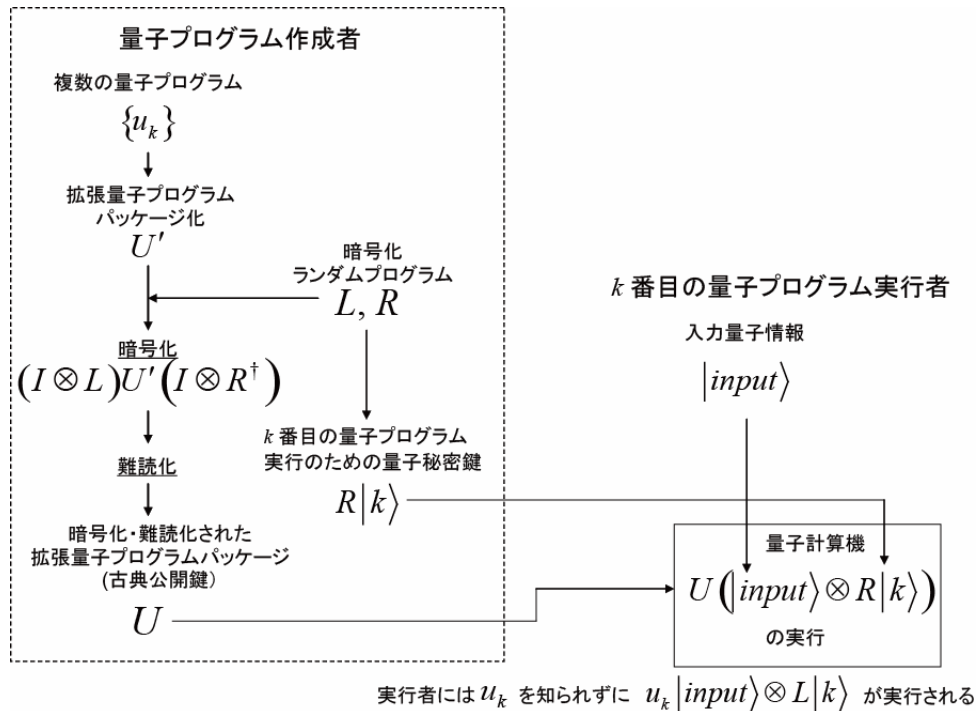 量子プログラム作成者
複数の量子プログラム
{u_k}
拡張量子プログラム
パッケージ化
U′
暗号化
ランダムプログラム
L, R
暗号化
(I ⊗ L)U′(I ⊗ R†)
難読化
k 番目の量子プログラム
実行のための量子秘密鍵
R|k⟩
暗号化・難読化された
拡張量子プログラムパッケージ
(古典公開鍵)
U
k 番目の量子プログラム実行者
入力量子情報
|input⟩
量子計算機
U(|input⟩ ⊗ R|k⟩)
の実行
実行者には u_k を知られずに u_k|input⟩ ⊗ L|k⟩ が実行される